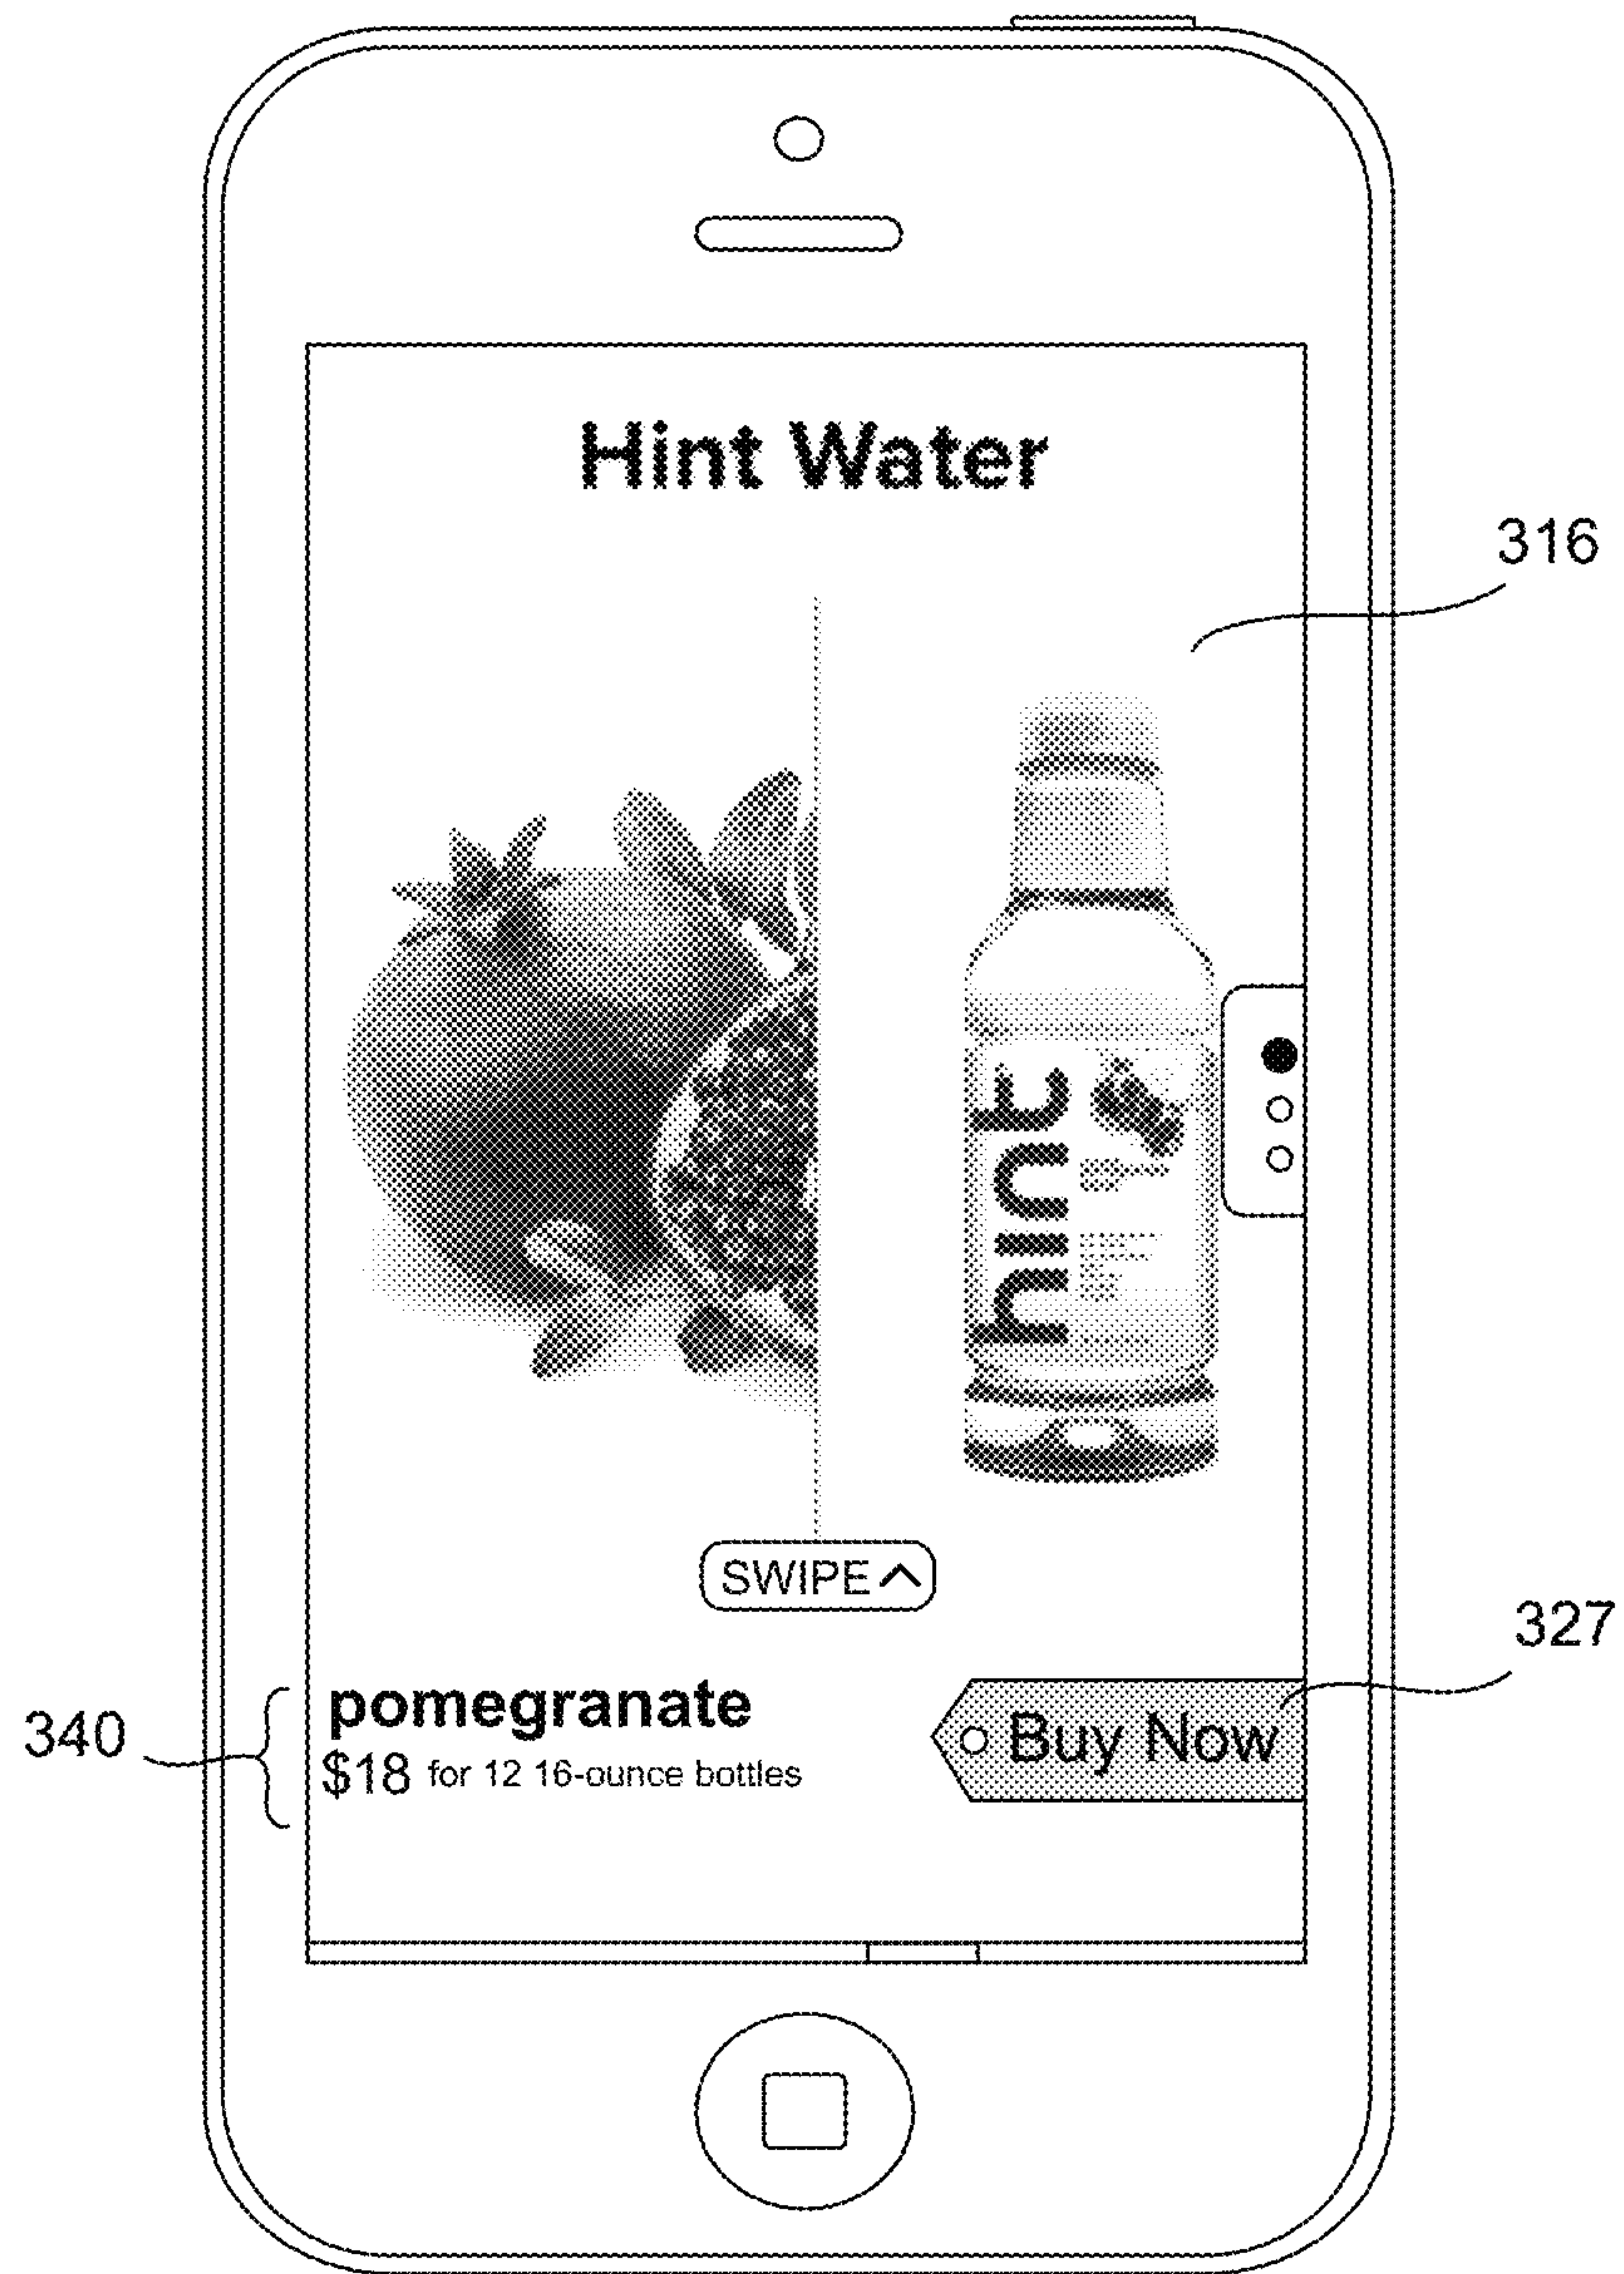 Hint Water
316
hint
SWIPE
327
340
pomegranate
Buy Now
$18 for 12 16-ounce bottles